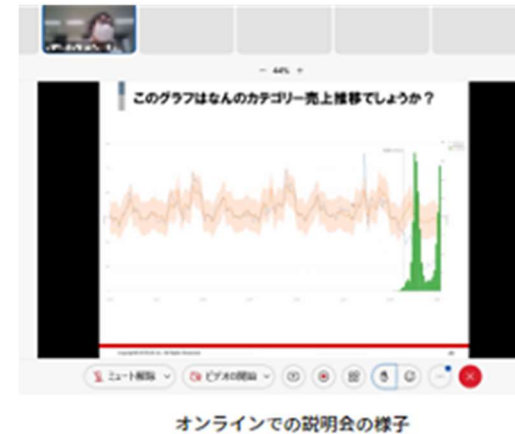 − 44% +
このグラフはなんのカテゴリー売上推移でしょうか？
ミュート解除
ビデオの開始
オンラインでの説明会の様子